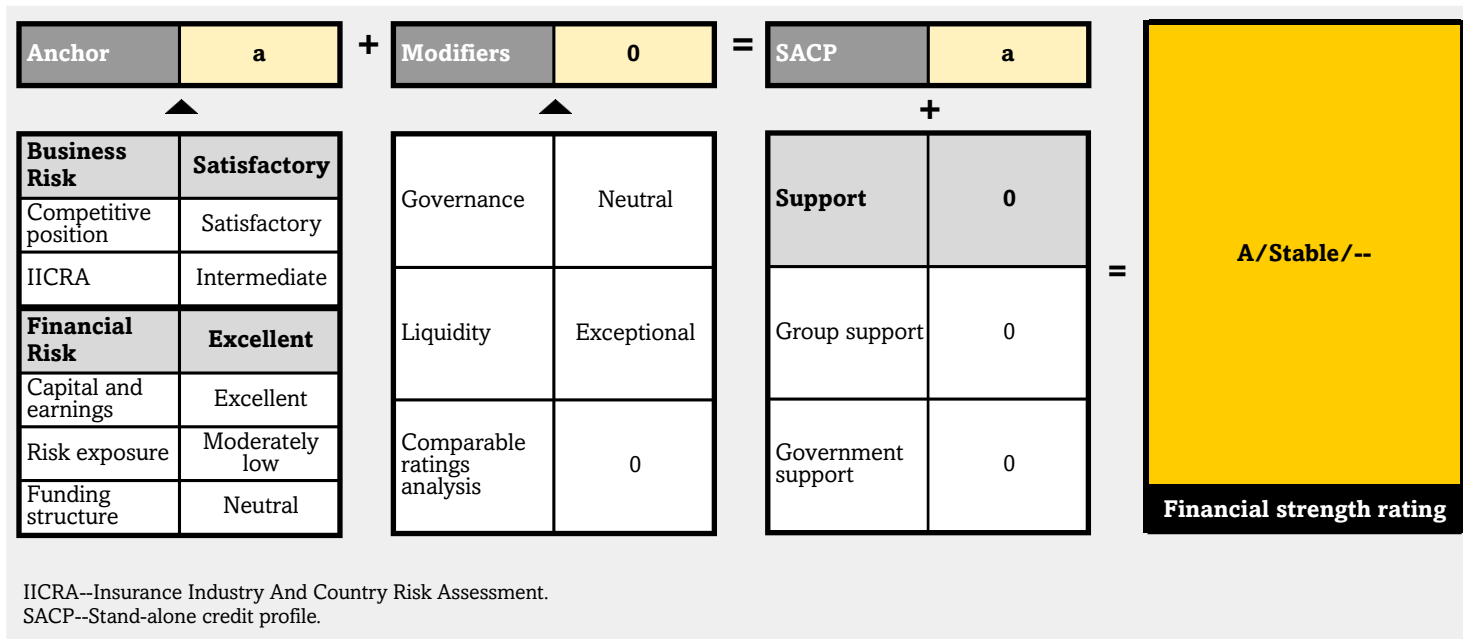 Anchor a + Modifiers 0 = SACP a
+
Business
Risk
Satisfactory
Competitive
position
Satisfactory
IICRA Intermediate
Financial
Risk
Excellent
Capital and
earnings
Excellent
Risk exposure
Moderately
low
Funding
structure
Neutral
Governance Neutral
Liquidity Exceptional
Comparable
ratings
analysis
0
Support 0
Group support 0
Government
support
0
=
A/Stable/--
Financial strength rating
IICRA--Insurance Industry And Country Risk Assessment.
SACP--Stand-alone credit profile.